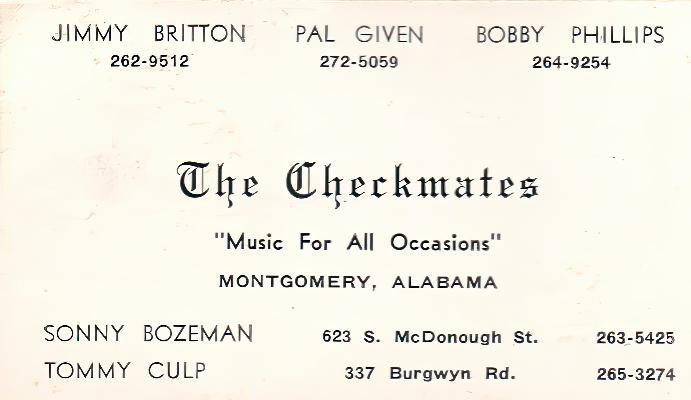 JIMMY BRITTON PAL GIVEN BOBBY PHILLIPS
262-9512 272-5059 264-9254
The Checkmates
"Music For All Occasions"
MONTGOMERY, ALABAMA
SONNY BOZEMAN 623 S. McDonough St. 263-5425
TOMMY CULP 337 Burgwyn Rd. 265-3274